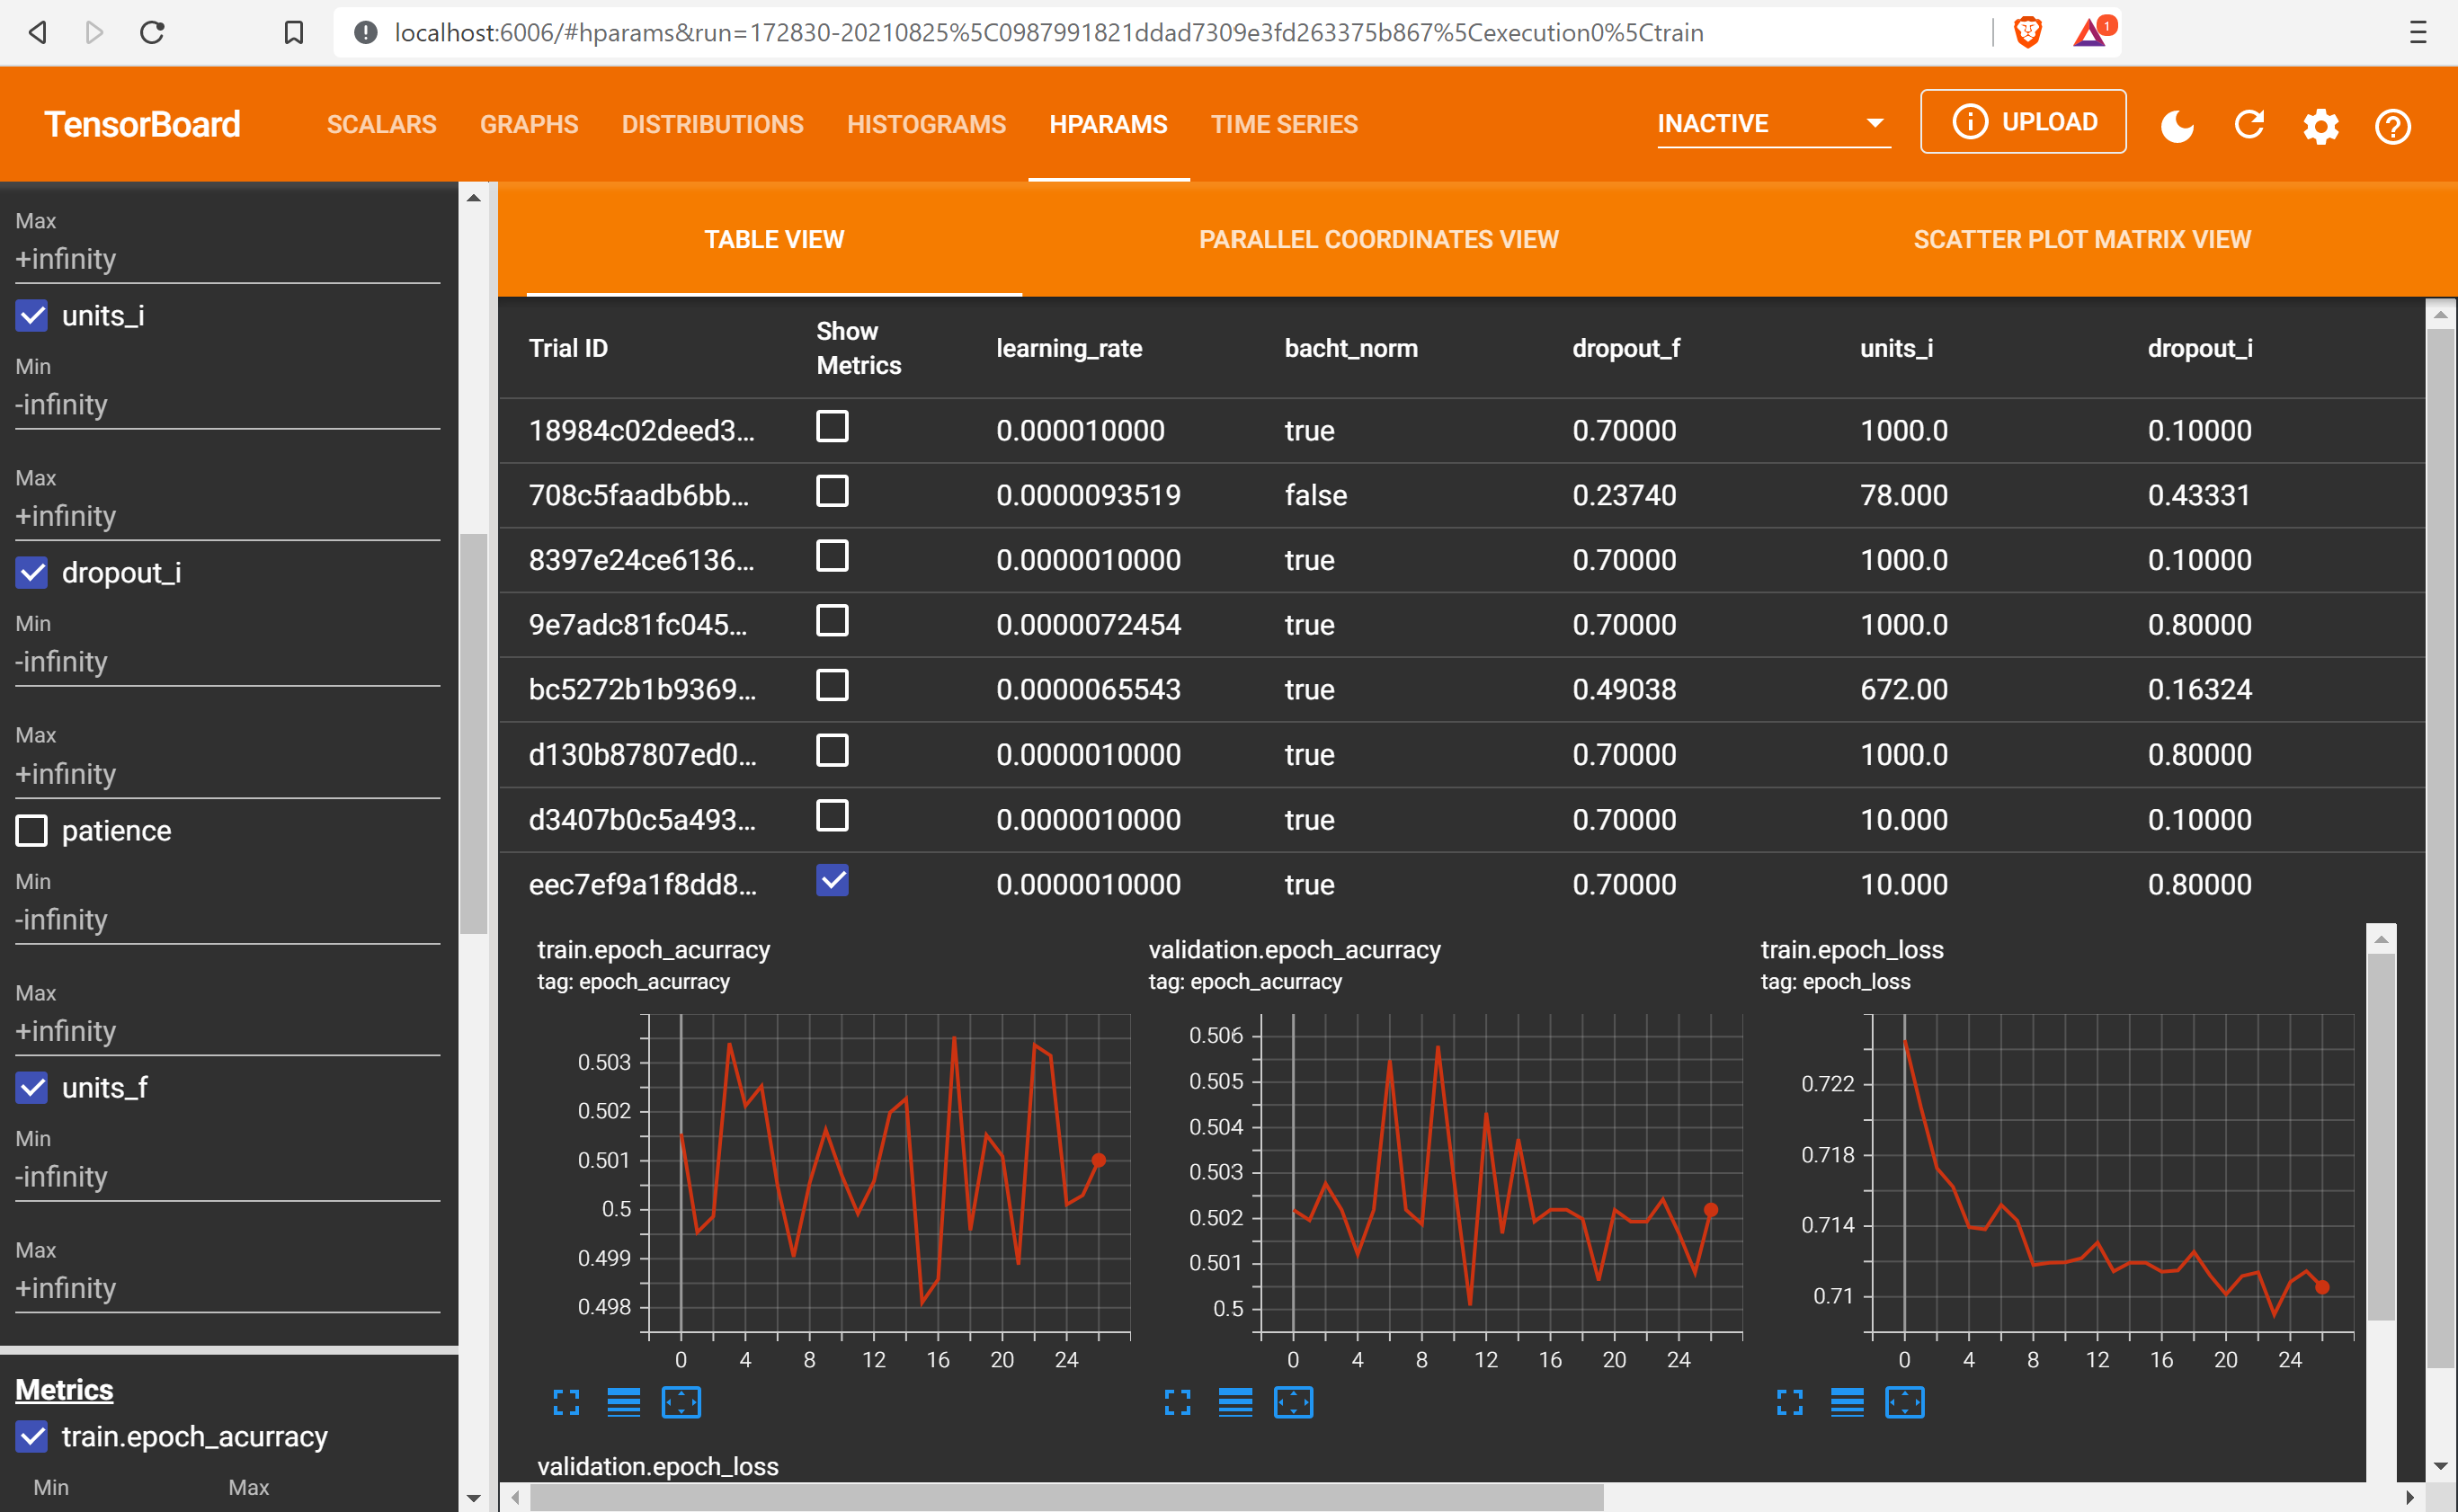 localhost:6006/#hparams&run=172830-20210825%5C0987991821ddad7309e3fd263375b867%5Cexecution0%5Ctrain
1
TensorBoard
SCALARS GRAPHS DISTRIBUTIONS HISTOGRAMS HPARAMS TIME SERIES
INACTIVE
UPLOAD
Max
+infinity
units_i
Min
-infinity
Max
+infinity
dropout_i
Min
-infinity
Max
+infinity
patience
Min
-infinity
Max
+infinity
units_f
Min
-infinity
Max
+infinity
Metrics
train.epoch_acurracy
Min Max
TABLE VIEW PARALLEL COORDINATES VIEW SCATTER PLOT MATRIX VIEW
Trial ID Show Metrics learning_rate bacht_norm dropout_f units_i dropout_i
18984c02deed3... 0.000010000 true 0.70000 1000.0 0.10000
708c5faadb6bb... 0.0000093519 false 0.23740 78.000 0.43331
8397e24ce6136... 0.0000010000 true 0.70000 1000.0 0.10000
9e7adc81fc045... 0.0000072454 true 0.70000 1000.0 0.80000
bc5272b1b9369... 0.0000065543 true 0.49038 672.00 0.16324
d130b87807ed0... 0.0000010000 true 0.70000 1000.0 0.80000
d3407b0c5a493... 0.0000010000 true 0.70000 10.000 0.10000
eec7ef9a1f8dd8... 0.0000010000 true 0.70000 10.000 0.80000
train.epoch_acurracy
tag: epoch_acurracy
0.503
0.502
0.501
0.5
0.499
0.498
0 4 8 12 16 20 24
validation.epoch_acurracy
tag: epoch_acurracy
0.506
0.505
0.504
0.503
0.502
0.501
0.5
0 4 8 12 16 20 24
train.epoch_loss
tag: epoch_loss
0.722
0.718
0.714
0.71
0 4 8 12 16 20 24
validation.epoch_loss